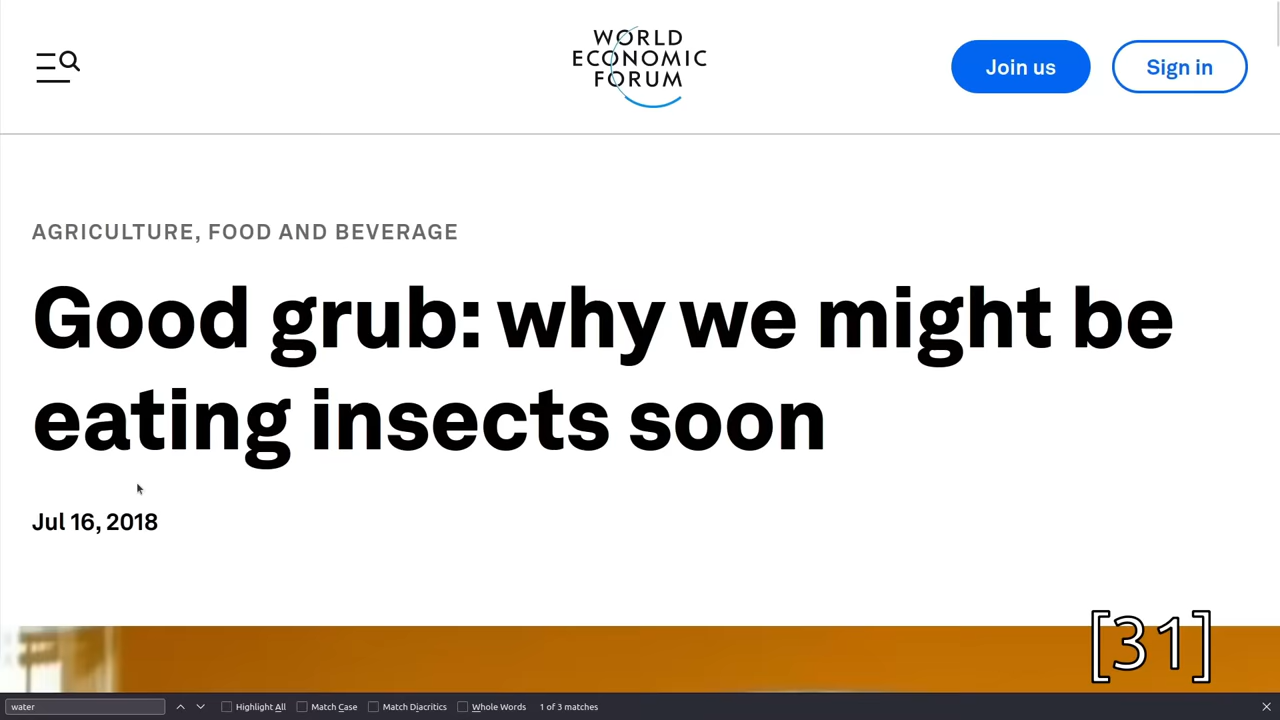 WORLD
ECONOMIC
FORUM
Join us
Sign in
AGRICULTURE, FOOD AND BEVERAGE
Good grub: why we might be
eating insects soon
Jul 16, 2018
[31]
water
Highlight All
Match Case
Match Diacritics
Whole Words
1 of 3 matches